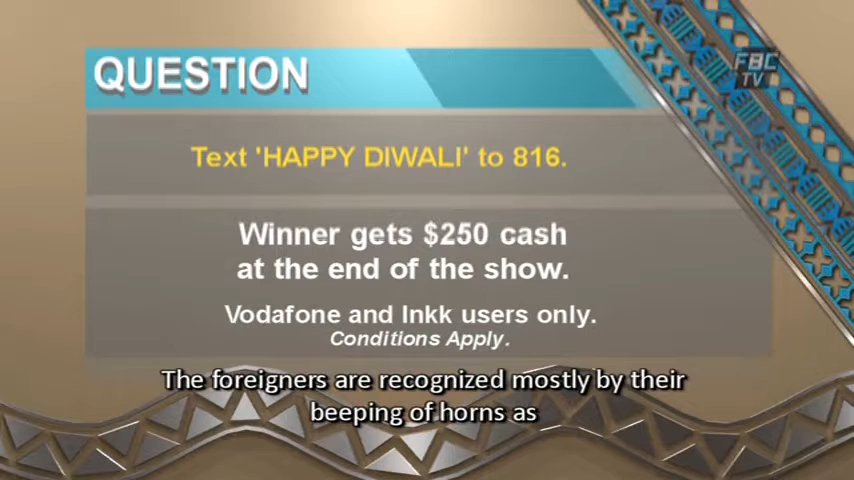 FBC
TV
QUESTION
Text 'HAPPY DIWALI' to 816.
Winner gets $250 cash
at the end of the show.
Vodafone and Inkk users only.
Conditions Apply.
The foreigners are recognized mostly by their
beeping of horns as